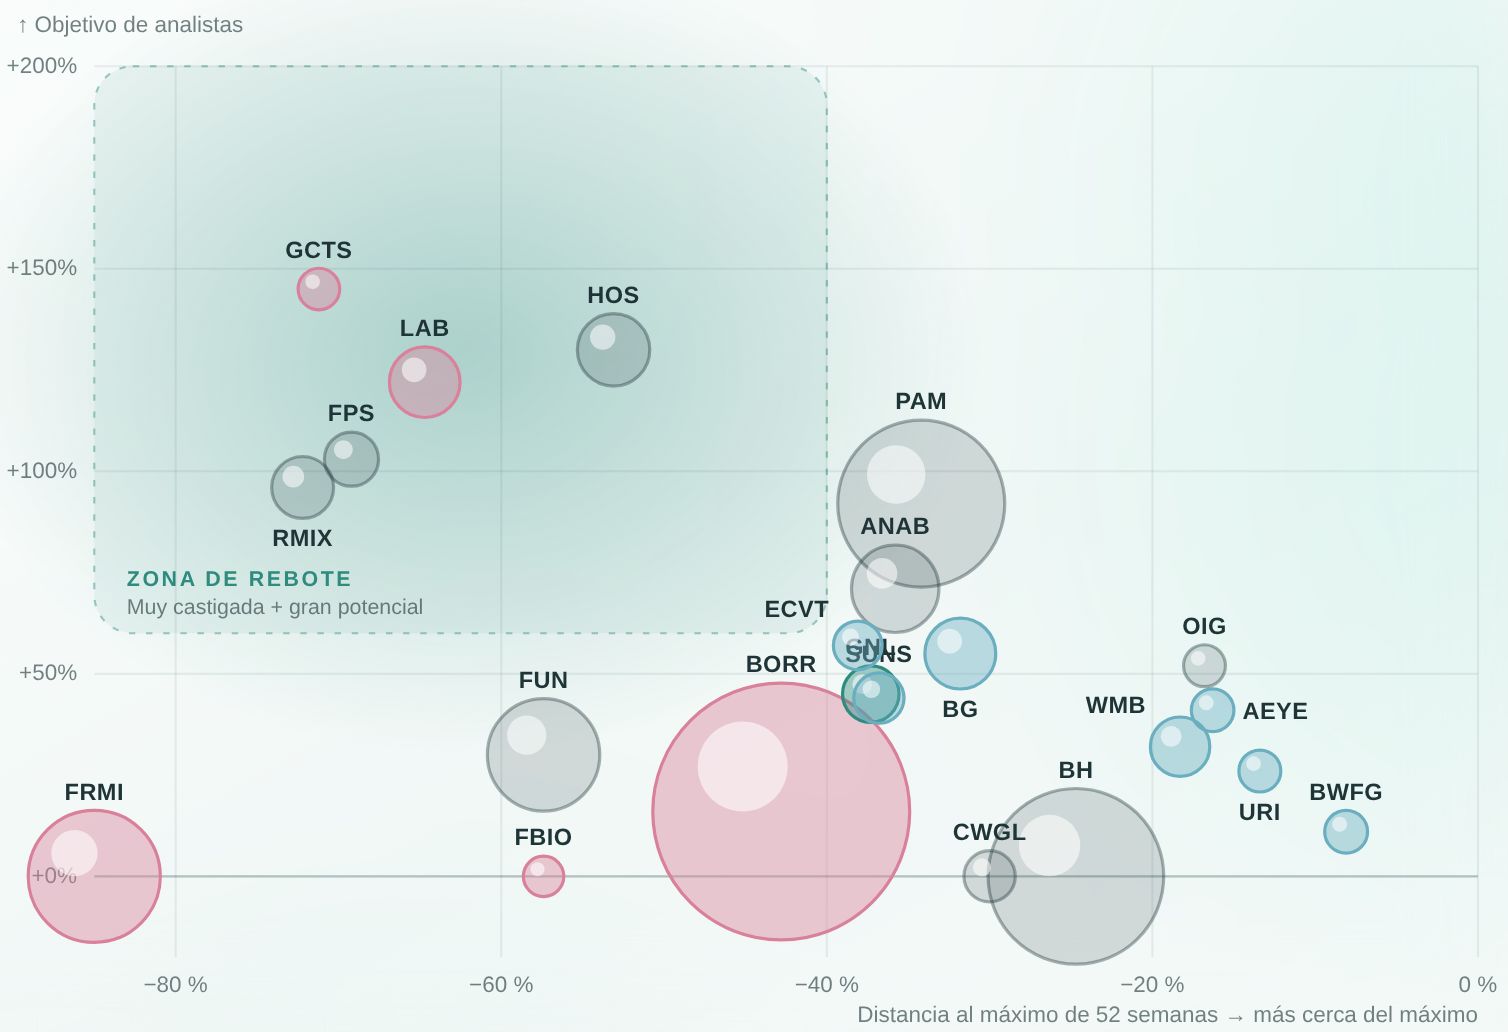 ↑ Objetivo de analistas
+200%
+150%
+100%
+50%
+0%
GCTS
HOS
LAB
FPS
RMIX
ZONA DE REBOTE
Muy castigada + gran potencial
PAM
ANAB
ECVT
GNL
SUNS
BORR
BG
FUN
OIG
WMB
AEYE
BH
URI
BWFG
FRMI
FBIO
CWGL
−80 %
−60 %
−40 %
−20 %
0 %
Distancia al máximo de 52 semanas → más cerca del máximo